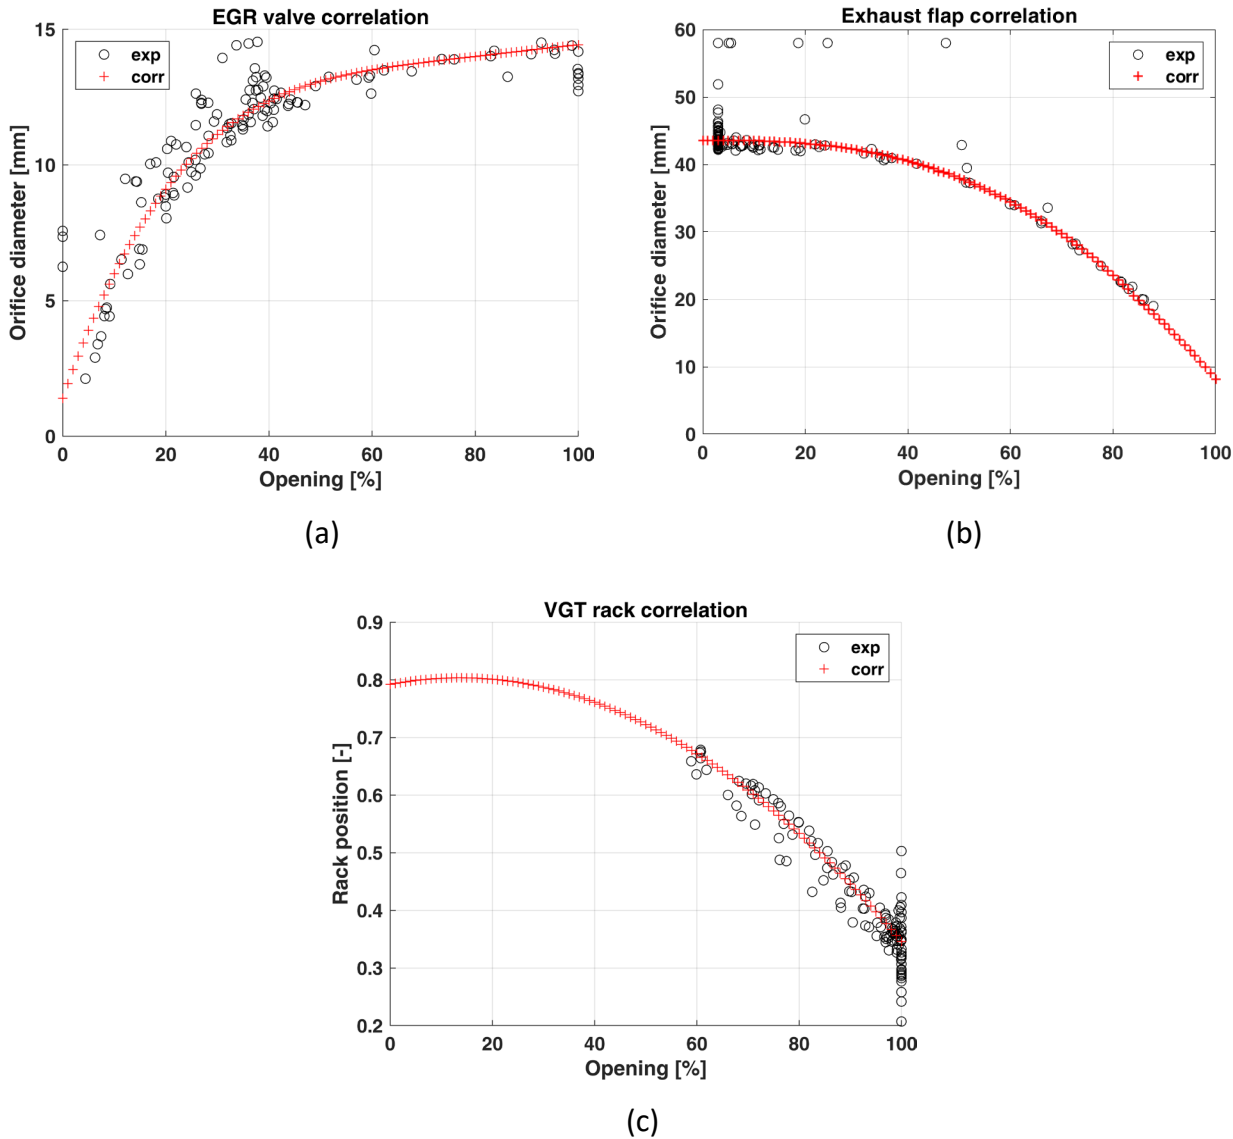 EGR valve correlation
15
10
5
0
Orifice diameter [mm]
exp
corr
0 20 40 60 80 100
Opening [%]
(a)
Exhaust flap correlation
60
50
40
30
20
10
0
Orifice diameter [mm]
exp
corr
0 20 40 60 80 100
Opening [%]
(b)
VGT rack correlation
0.9
0.8
0.7
0.6
0.5
0.4
0.3
0.2
Rack position [-]
exp
corr
0 20 40 60 80 100
Opening [%]
(c)